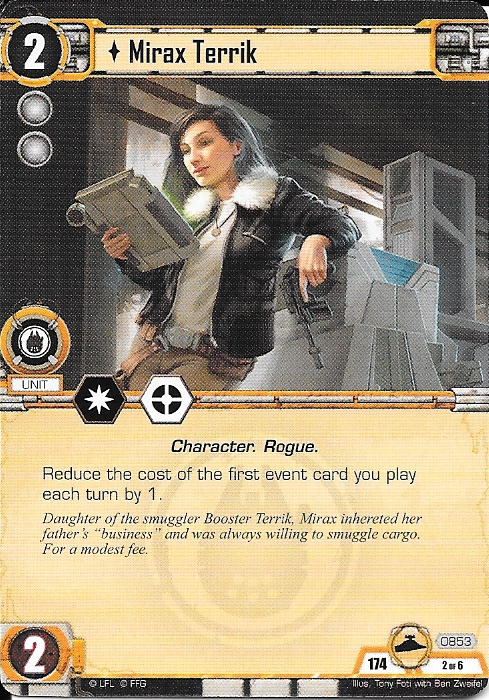 2
Mirax Terrik
UNIT
Character. Rogue.
Reduce the cost of the first event card you play
each turn by 1.
Daughter of the smuggler Booster Terrik, Mirax inhereted her
father's "business" and was always willing to smuggle cargo.
For a modest fee.
2
0853
174
2 OF 6
© LFL © FFG
Illus. Tony Foti with Ben Zweifel